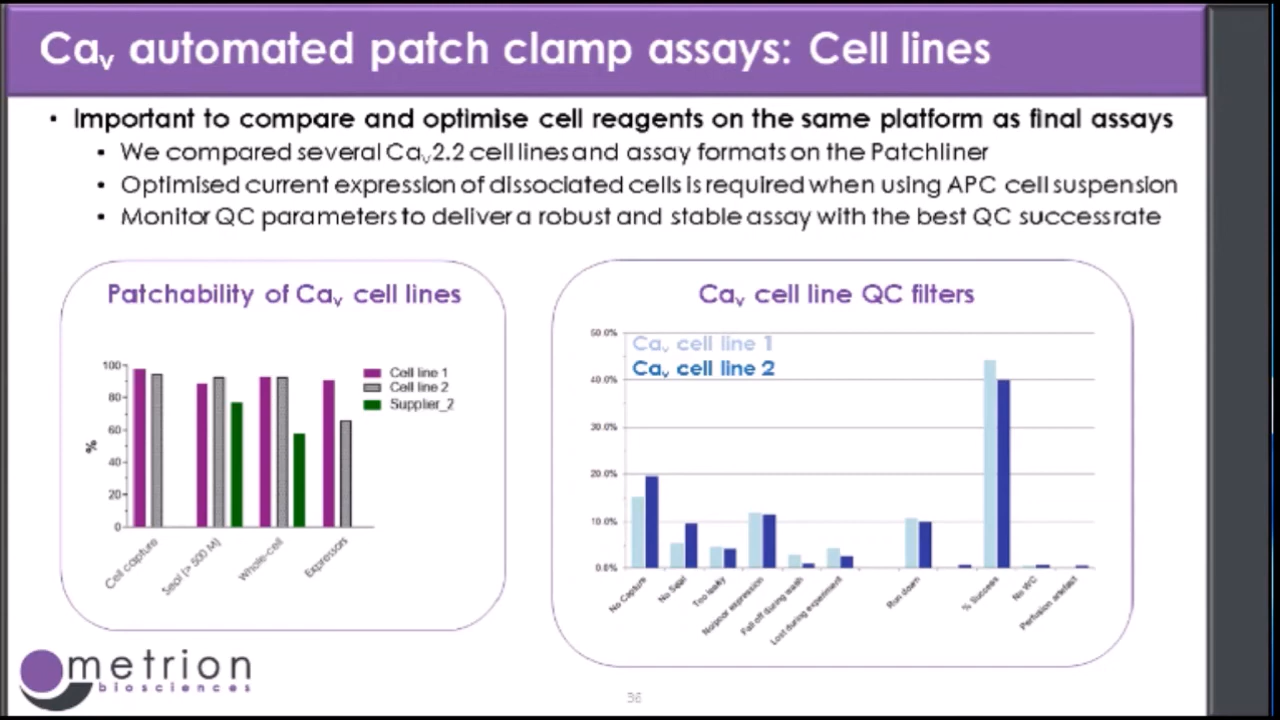 Cav automated patch clamp assays: Cell lines
• Important to compare and optimise cell reagents on the same platform as final assays
• We compared several Cav2.2 cell lines and assay formats on the Patchliner
• Optimised current expression of dissociated cells is required when using APC cell suspension
• Monitor QC parameters to deliver a robust and stable assay with the best QC success rate
Patchability of Cav cell lines
100
80
60
40
20
0
%
Cell line 1
Cell line 2
Supplier_2
Cell capture
Seal (> 500 M)
Whole-cell
Expressors
Cav cell line QC filters
50.0%
40.0%
30.0%
20.0%
10.0%
0.0%
Cav cell line 1
Cav cell line 2
No Capture
No Seal
Too leaky
No/poor expression
Fall off during wash
Lost during experiment
Run down
% Success
No WC
Perfusion artefact
metrion
biosciences
36